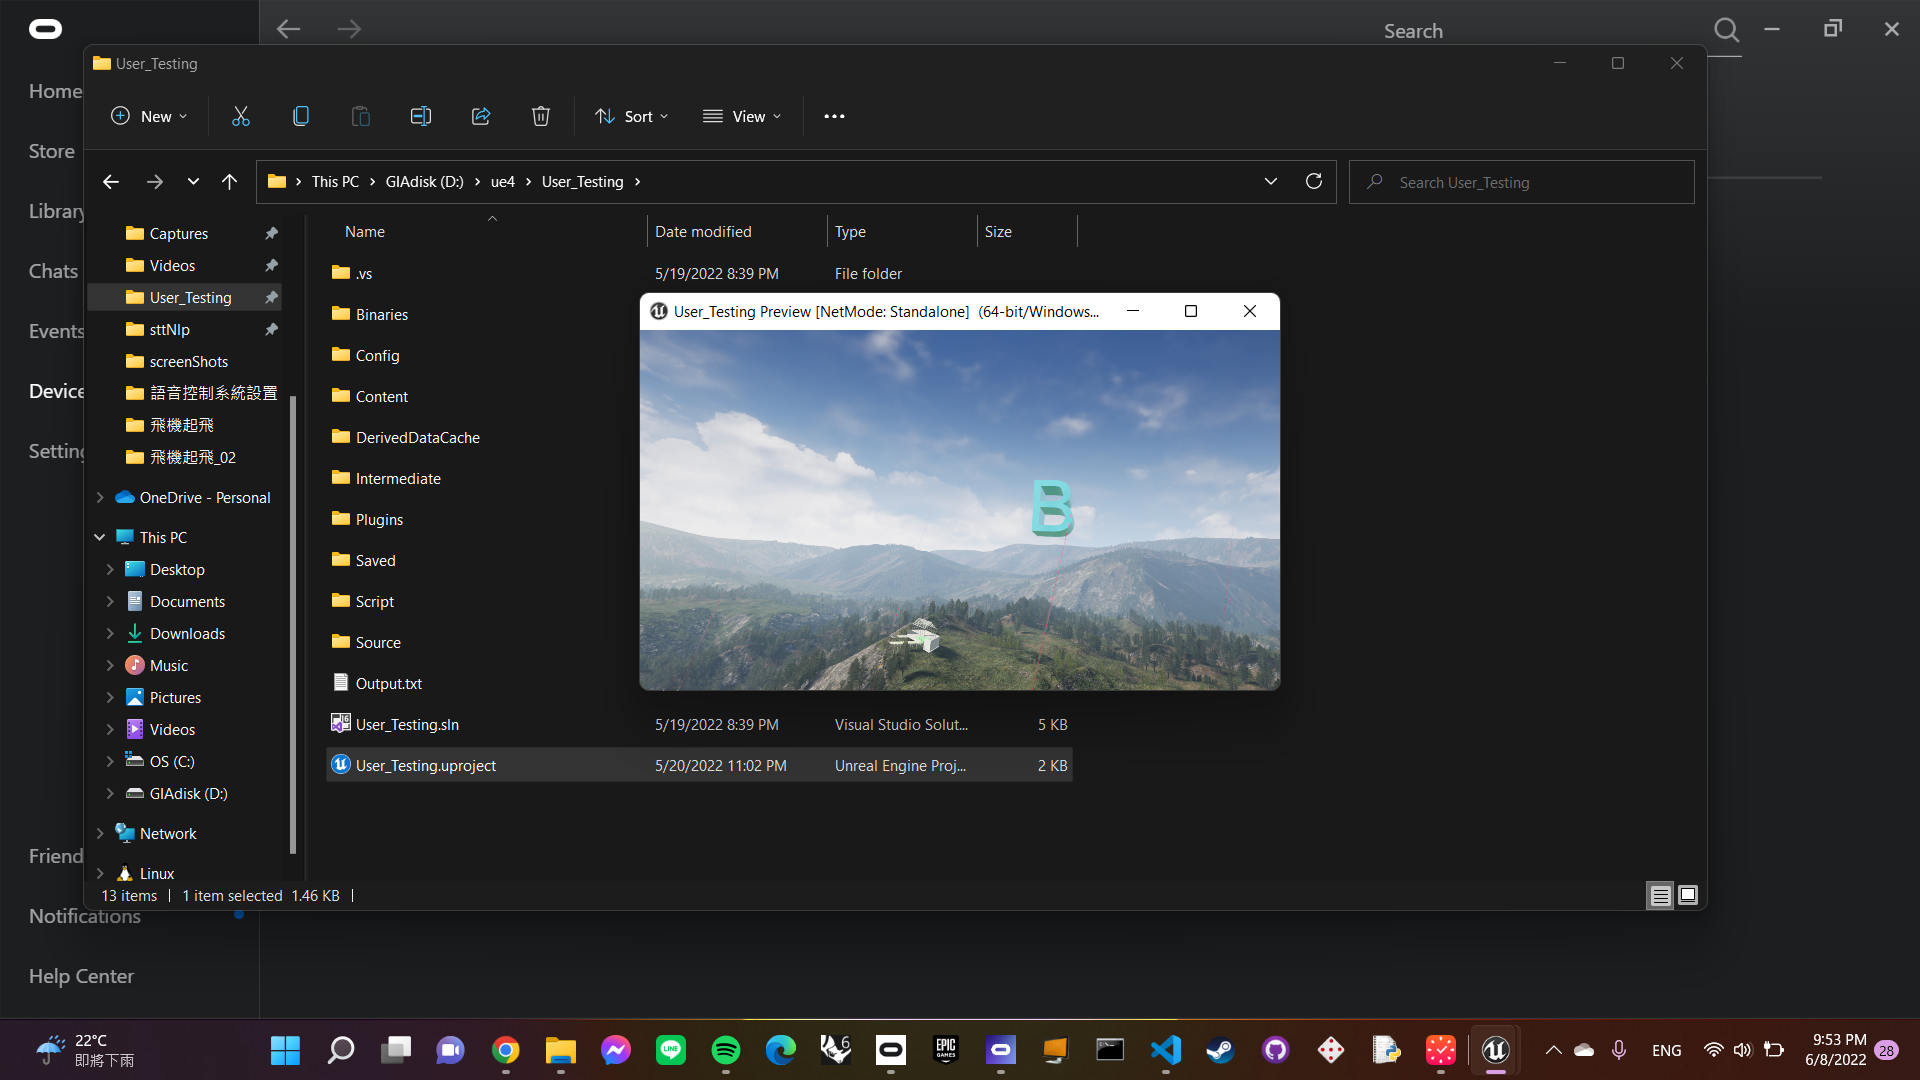 Search
Home
User_Testing
New
Sort
View
Store
This PC
GIAdisk (D:)
ue4
User_Testing
Search User_Testing
Library
Chats
Events
Device
Setting
Captures
Videos
User_Testing
sttNlp
screenShots
語音控制系統設置
飛機起飛
飛機起飛_02
OneDrive - Personal
This PC
Desktop
Documents
Downloads
Music
Pictures
Videos
OS (C:)
GIAdisk (D:)
Network
Linux
Name Date modified Type Size
.vs 5/19/2022 8:39 PM File folder
Binaries
Config
Content
DerivedDataCache
Intermediate
Plugins
Saved
Script
Source
Output.txt
User_Testing.sln 5/19/2022 8:39 PM Visual Studio Solut... 5 KB
User_Testing.uproject 5/20/2022 11:02 PM Unreal Engine Proj... 2 KB
User_Testing Preview [NetMode: Standalone] (64-bit/Windows...
B
13 items 1 item selected 1.46 KB
Friend
Notifications
Help Center
22°C
即將下雨
LINE
6
EPIC
GAMES
ENG
9:53 PM
6/8/2022
28